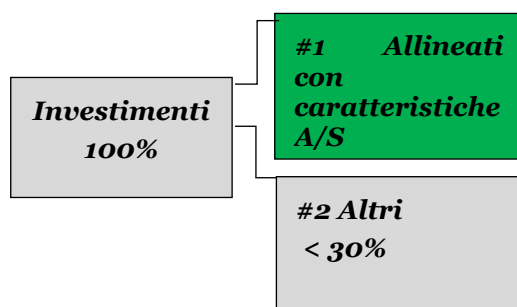 Investimenti
100%
#1 Allineati
con
caratteristiche
A/S
#2 Altri
< 30%